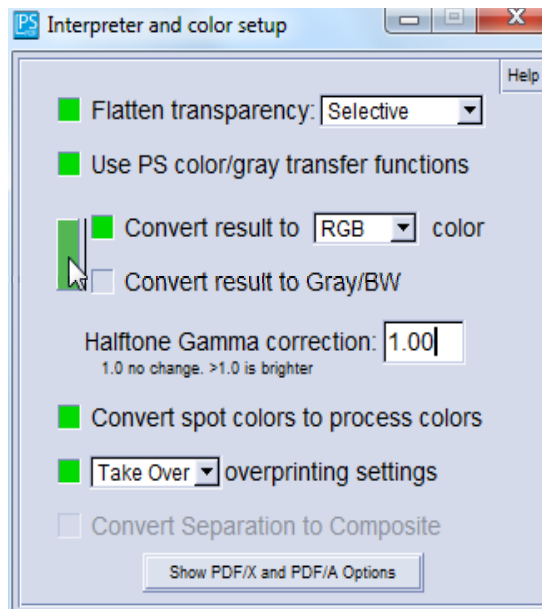 PS Interpreter and color setup
Help
Flatten transparency: Selective
Use PS color/gray transfer functions
Convert result to RGB color
Convert result to Gray/BW
Halftone Gamma correction: 1.00
1.0 no change. >1.0 is brighter
Convert spot colors to process colors
Take Over overprinting settings
Convert Separation to Composite
Show PDF/X and PDF/A Options